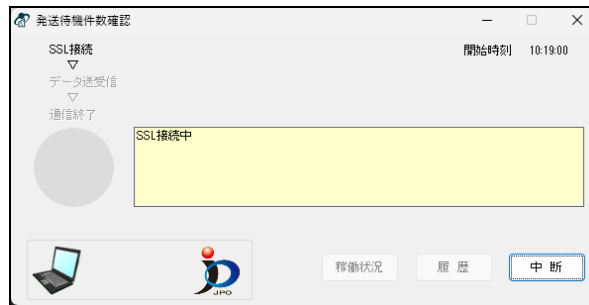 発送待機件数確認
SSL接続
開始時刻 10:19:00
▽
データ送受信
▽
通信終了
SSL接続中
JPO
稼働状況
履 歴
中 断